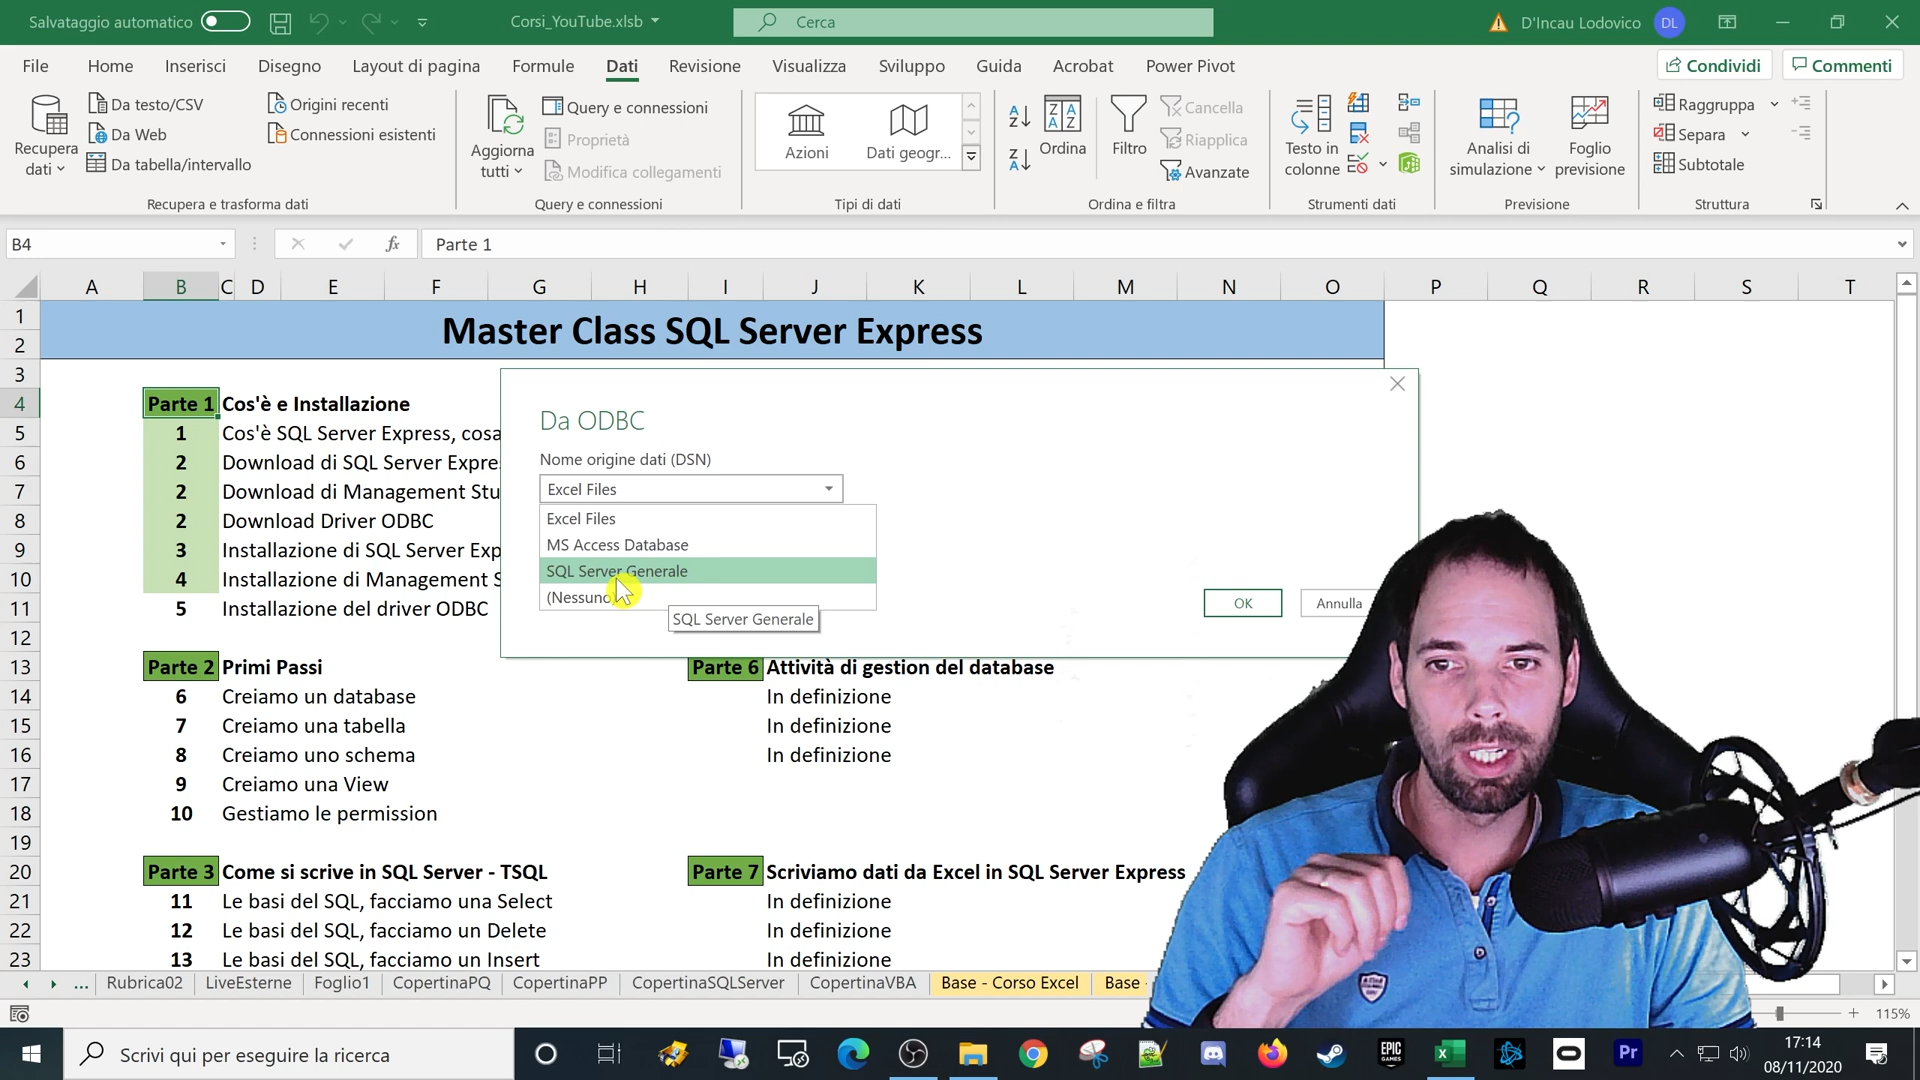 Salvataggio automatico
Corsi_YouTube.xlsb
Cerca
D'Incau Lodovico
DL
File
Home
Inserisci
Disegno
Layout di pagina
Formule
Dati
Revisione
Visualizza
Sviluppo
Guida
Acrobat
Power Pivot
Condividi
Commenti
Recupera
dati
Da testo/CSV
Da Web
Da tabella/intervallo
Origini recenti
Connessioni esistenti
Recupera e trasforma dati
Aggiorna
tutti
Query e connessioni
Proprietà
Modifica collegamenti
Query e connessioni
Azioni
Dati geogr...
Tipi di dati
Ordina
Filtro
Cancella
Riapplica
Avanzate
Ordina e filtra
Testo in
colonne
Strumenti dati
Analisi di
simulazione
Foglio
previsione
Previsione
Raggruppa
Separa
Subtotale
Struttura
B4
fx
Parte 1
A B C D E F G H I J K L M N O P Q R S T
1
2
Master Class SQL Server Express
3
4 Parte 1 Cos'è e Installazione
5 1 Cos'è SQL Server Express, cosa
6 2 Download di SQL Server Expre
7 2 Download di Management Stu
8 2 Download Driver ODBC
9 3 Installazione di SQL Server Exp
10 4 Installazione di Management S
11 5 Installazione del driver ODBC
Da ODBC
Nome origine dati (DSN)
Excel Files
Excel Files
MS Access Database
SQL Server Generale
(Nessuno)
SQL Server Generale
OK
Annulla
12
13 Parte 2 Primi Passi Parte 6 Attività di gestion del database
14 6 Creiamo un database In definizione
15 7 Creiamo una tabella In definizione
16 8 Creiamo uno schema In definizione
17 9 Creiamo una View
18 10 Gestiamo le permission
19
20 Parte 3 Come si scrive in SQL Server - TSQL Parte 7 Scriviamo dati da Excel in SQL Server Express
21 11 Le basi del SQL, facciamo una Select In definizione
22 12 Le basi del SQL, facciamo un Delete In definizione
23 13 Le basi del SQL, facciamo un Insert In definizione
...
Rubrica02
LiveEsterne
Foglio1
CopertinaPQ
CopertinaPP
CopertinaSQLServer
CopertinaVBA
Base - Corso Excel
Base -
115%
Scrivi qui per eseguire la ricerca
EPIC
GAMES
Pr
17:14
08/11/2020